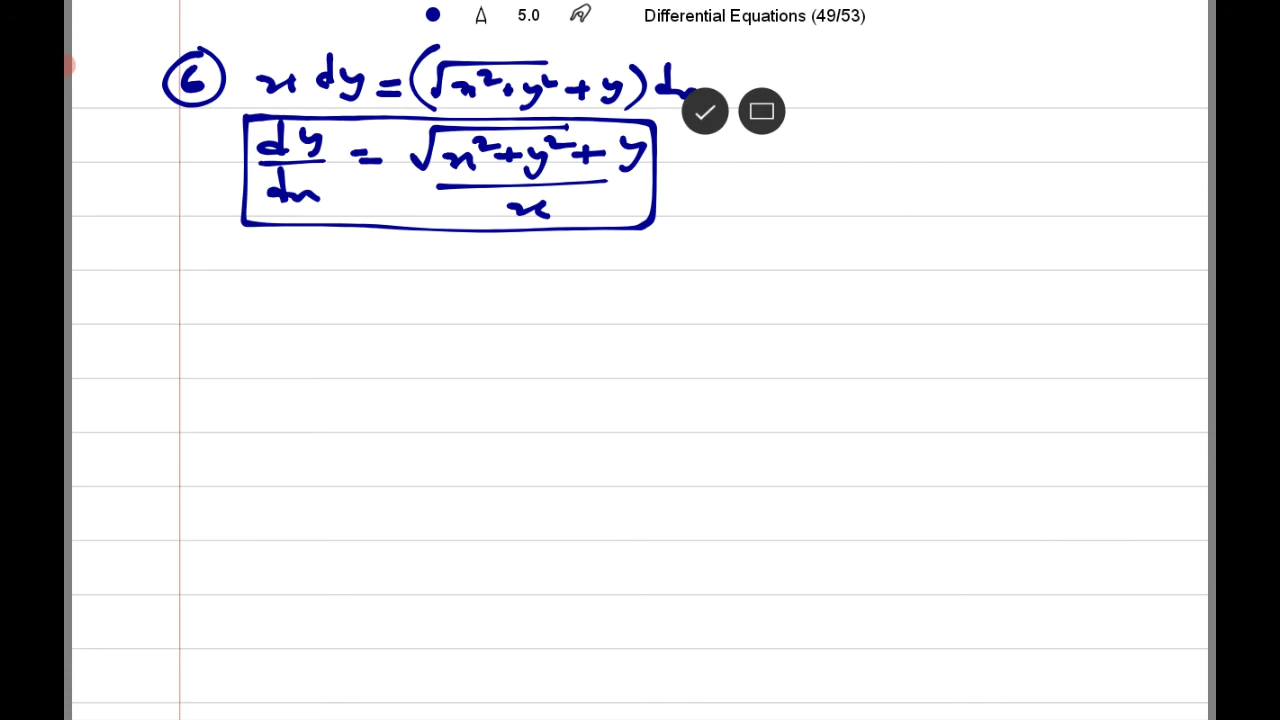 5.0 Differential Equations (49/53)
6 x dy = (√x²+y² + y) dx
dy/dx = √x²+y² + y / x